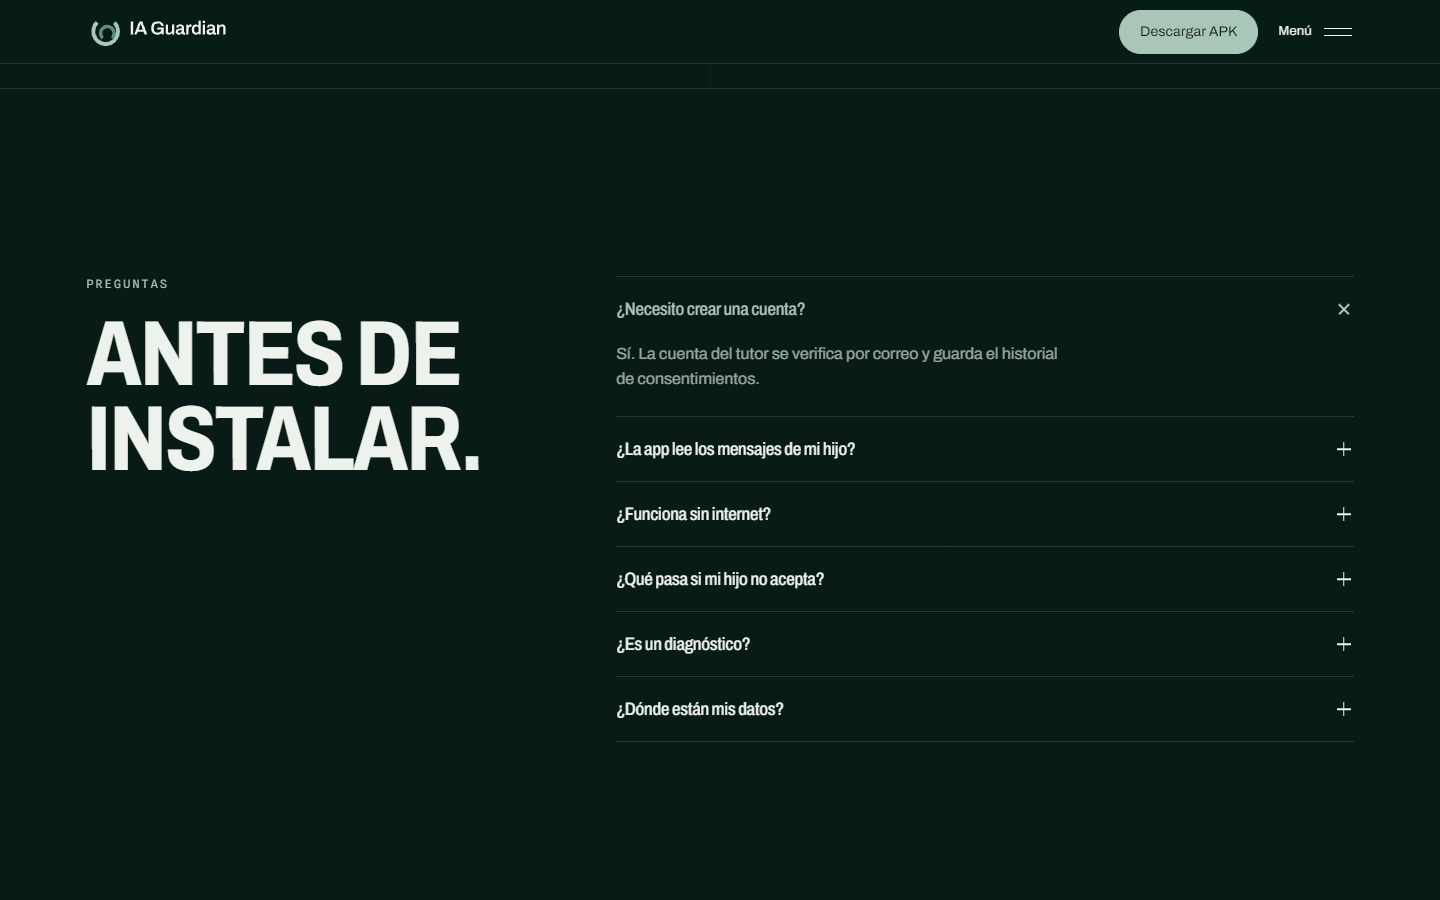 IA Guardian
Descargar APK
Menú
PREGUNTAS
ANTES DE
INSTALAR.
¿Necesito crear una cuenta?
Sí. La cuenta del tutor se verifica por correo y guarda el historial
de consentimientos.
¿La app lee los mensajes de mi hijo?
¿Funciona sin internet?
¿Qué pasa si mi hijo no acepta?
¿Es un diagnóstico?
¿Dónde están mis datos?